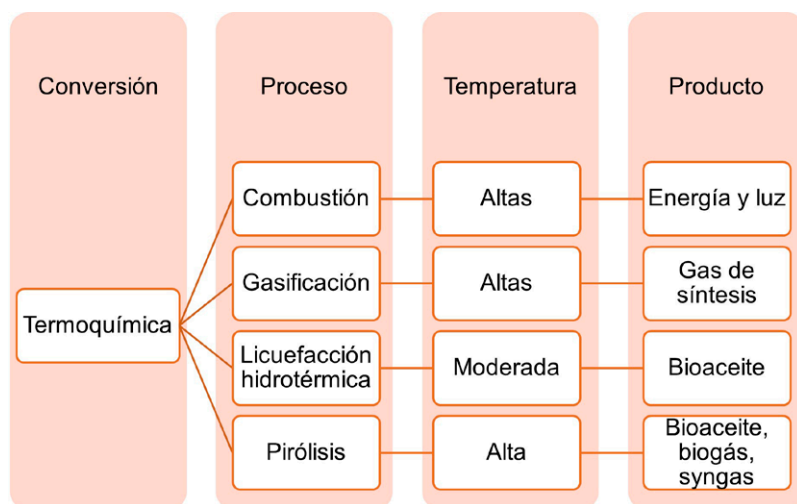 Conversión
Proceso
Temperatura
Producto
Termoquímica
Combustión
Altas
Energía y luz
Gasificación
Altas
Gas de
síntesis
Licuefacción
hidrotérmica
Moderada
Bioaceite
Pirólisis
Alta
Bioaceite,
biogás,
syngas